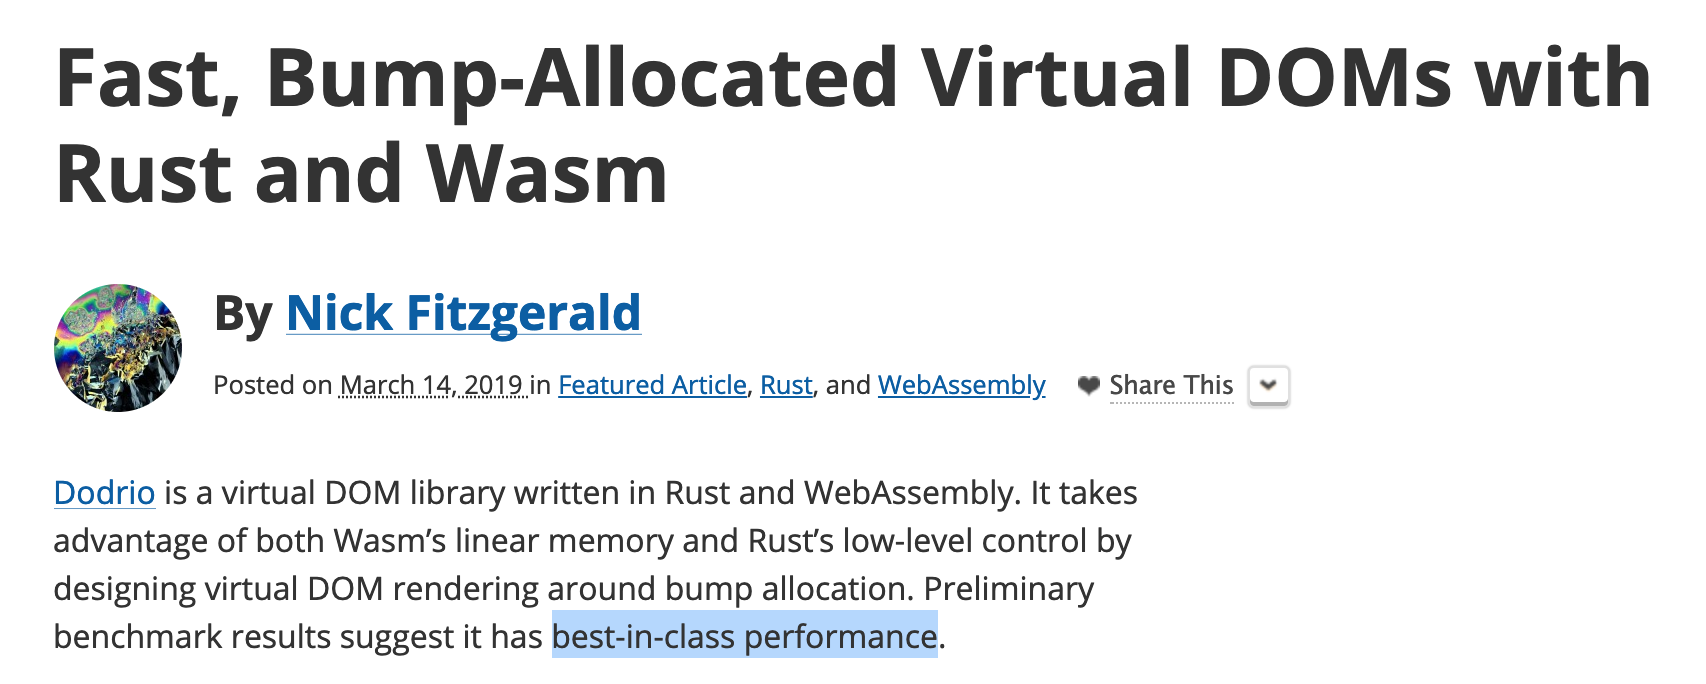 Fast, Bump-Allocated Virtual DOMs with
Rust and Wasm
By Nick Fitzgerald
Posted on March 14, 2019 in Featured Article, Rust, and WebAssembly Share This
Dodrio is a virtual DOM library written in Rust and WebAssembly. It takes
advantage of both Wasm’s linear memory and Rust’s low-level control by
designing virtual DOM rendering around bump allocation. Preliminary
benchmark results suggest it has best-in-class performance.